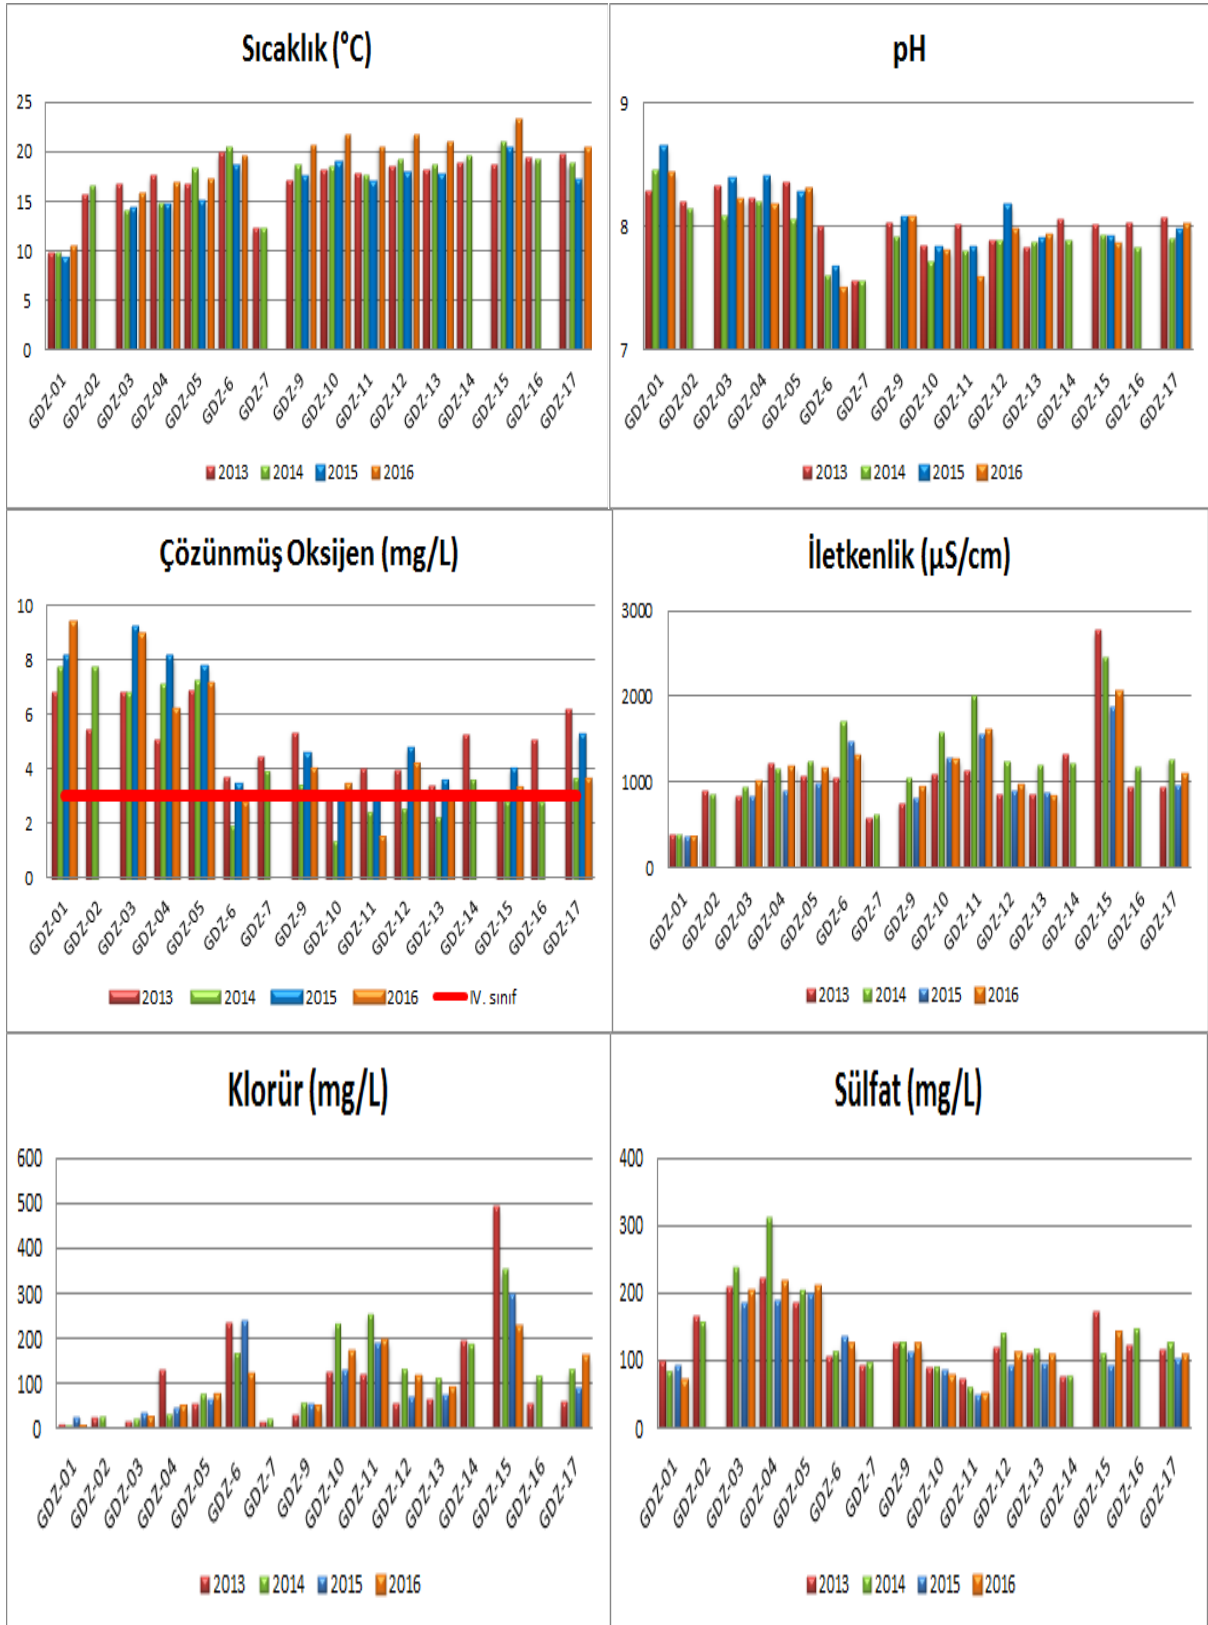 Sıcaklık (°C)
25
20
15
10
5
0
GDZ-01 GDZ-02 GDZ-03 GDZ-04 GDZ-05 GDZ-6 GDZ-7 GDZ-9 GDZ-10 GDZ-11 GDZ-12 GDZ-13 GDZ-14 GDZ-15 GDZ-16 GDZ-17
2013 2014 2015 2016
pH
9
8
7
GDZ-01 GDZ-02 GDZ-03 GDZ-04 GDZ-05 GDZ-6 GDZ-7 GDZ-9 GDZ-10 GDZ-11 GDZ-12 GDZ-13 GDZ-14 GDZ-15 GDZ-16 GDZ-17
2013 2014 2015 2016
Çözünmüş Oksijen (mg/L)
10
8
6
4
2
0
GDZ-01 GDZ-02 GDZ-03 GDZ-04 GDZ-05 GDZ-6 GDZ-7 GDZ-9 GDZ-10 GDZ-11 GDZ-12 GDZ-13 GDZ-14 GDZ-15 GDZ-16 GDZ-17
2013 2014 2015 2016 IV. sınıf
İletkenlik (µS/cm)
3000
2000
1000
0
GDZ-01 GDZ-02 GDZ-03 GDZ-04 GDZ-05 GDZ-6 GDZ-7 GDZ-9 GDZ-10 GDZ-11 GDZ-12 GDZ-13 GDZ-14 GDZ-15 GDZ-16 GDZ-17
2013 2014 2015 2016
Klorür (mg/L)
600
500
400
300
200
100
0
GDZ-01 GDZ-02 GDZ-03 GDZ-04 GDZ-05 GDZ-6 GDZ-7 GDZ-9 GDZ-10 GDZ-11 GDZ-12 GDZ-13 GDZ-14 GDZ-15 GDZ-16 GDZ-17
2013 2014 2015 2016
Sülfat (mg/L)
400
300
200
100
0
GDZ-01 GDZ-02 GDZ-03 GDZ-04 GDZ-05 GDZ-6 GDZ-7 GDZ-9 GDZ-10 GDZ-11 GDZ-12 GDZ-13 GDZ-14 GDZ-15 GDZ-16 GDZ-17
2013 2014 2015 2016